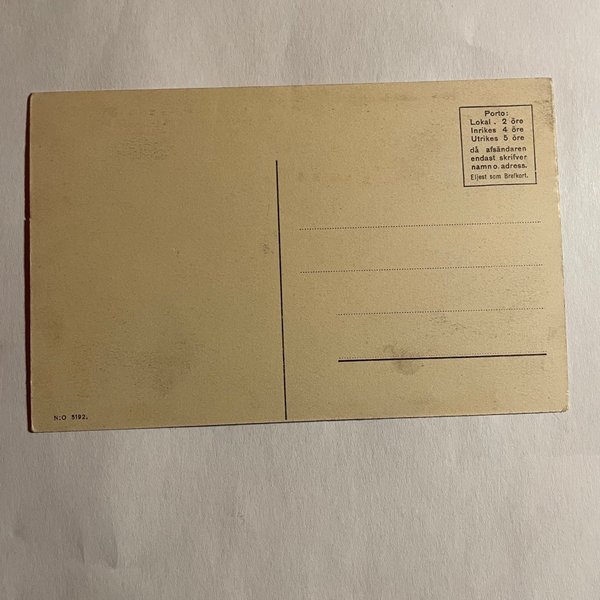 Porto:
Lokal . 2 öre
Inrikes 4 öre
Utrikes 5 öre
då afsändaren
endast skrifver
namn o. adress.
Eljest som Brefkort.
N:O 5192.